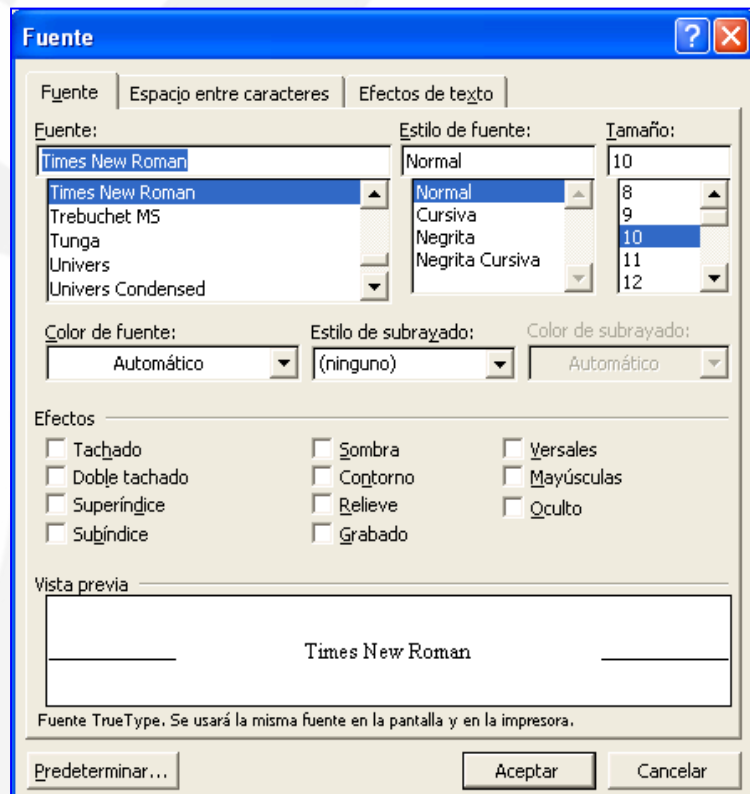 Fuente
Fuente Espacio entre caracteres Efectos de texto
Fuente: Estilo de fuente: Tamaño:
Times New Roman Normal 10
Times New Roman Normal 8
Trebuchet MS Cursiva 9
Tunga Negrita 10
Univers Negrita Cursiva 11
Univers Condensed 12
Color de fuente: Estilo de subrayado: Color de subrayado:
Automático (ninguno) Automático
Efectos
Tachado Sombra Versales
Doble tachado Contorno Mayúsculas
Superíndice Relieve Oculto
Subíndice Grabado
Vista previa
Times New Roman
Fuente TrueType. Se usará la misma fuente en la pantalla y en la impresora.
Predeterminar... Aceptar Cancelar